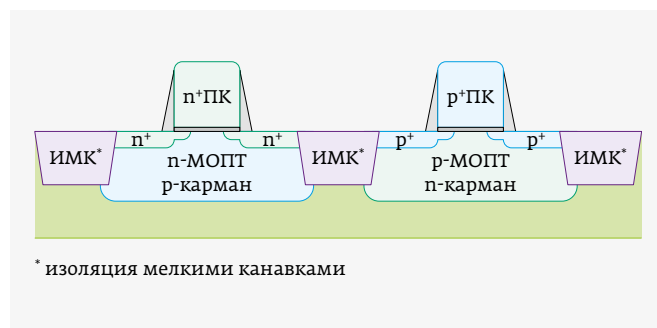 n⁺ПК
p⁺ПК
ИМК*
n⁺
n⁺
ИМК*
p⁺
p⁺
ИМК*
n-МОПТ
p-карман
p-МОПТ
n-карман
* изоляция мелкими канавками